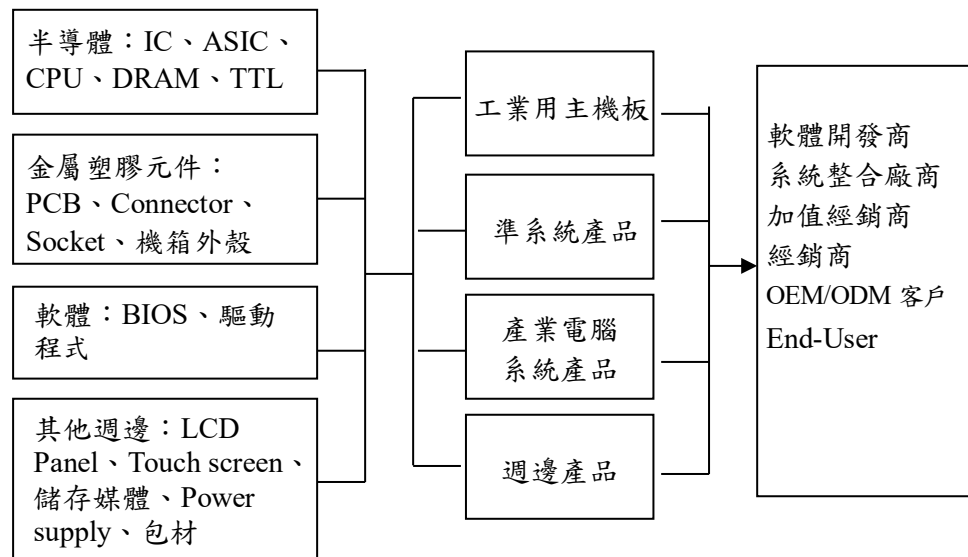 半導體：IC、ASIC、
CPU、DRAM、TTL
金屬塑膠元件：
PCB、Connector、
Socket、機箱外殼
軟體：BIOS、驅動
程式
其他週邊：LCD
Panel、Touch screen、
儲存媒體、Power
supply、包材
工業用主機板
準系統產品
產業電腦
系統產品
週邊產品
軟體開發商
系統整合廠商
加值經銷商
經銷商
OEM/ODM 客戶
End-User